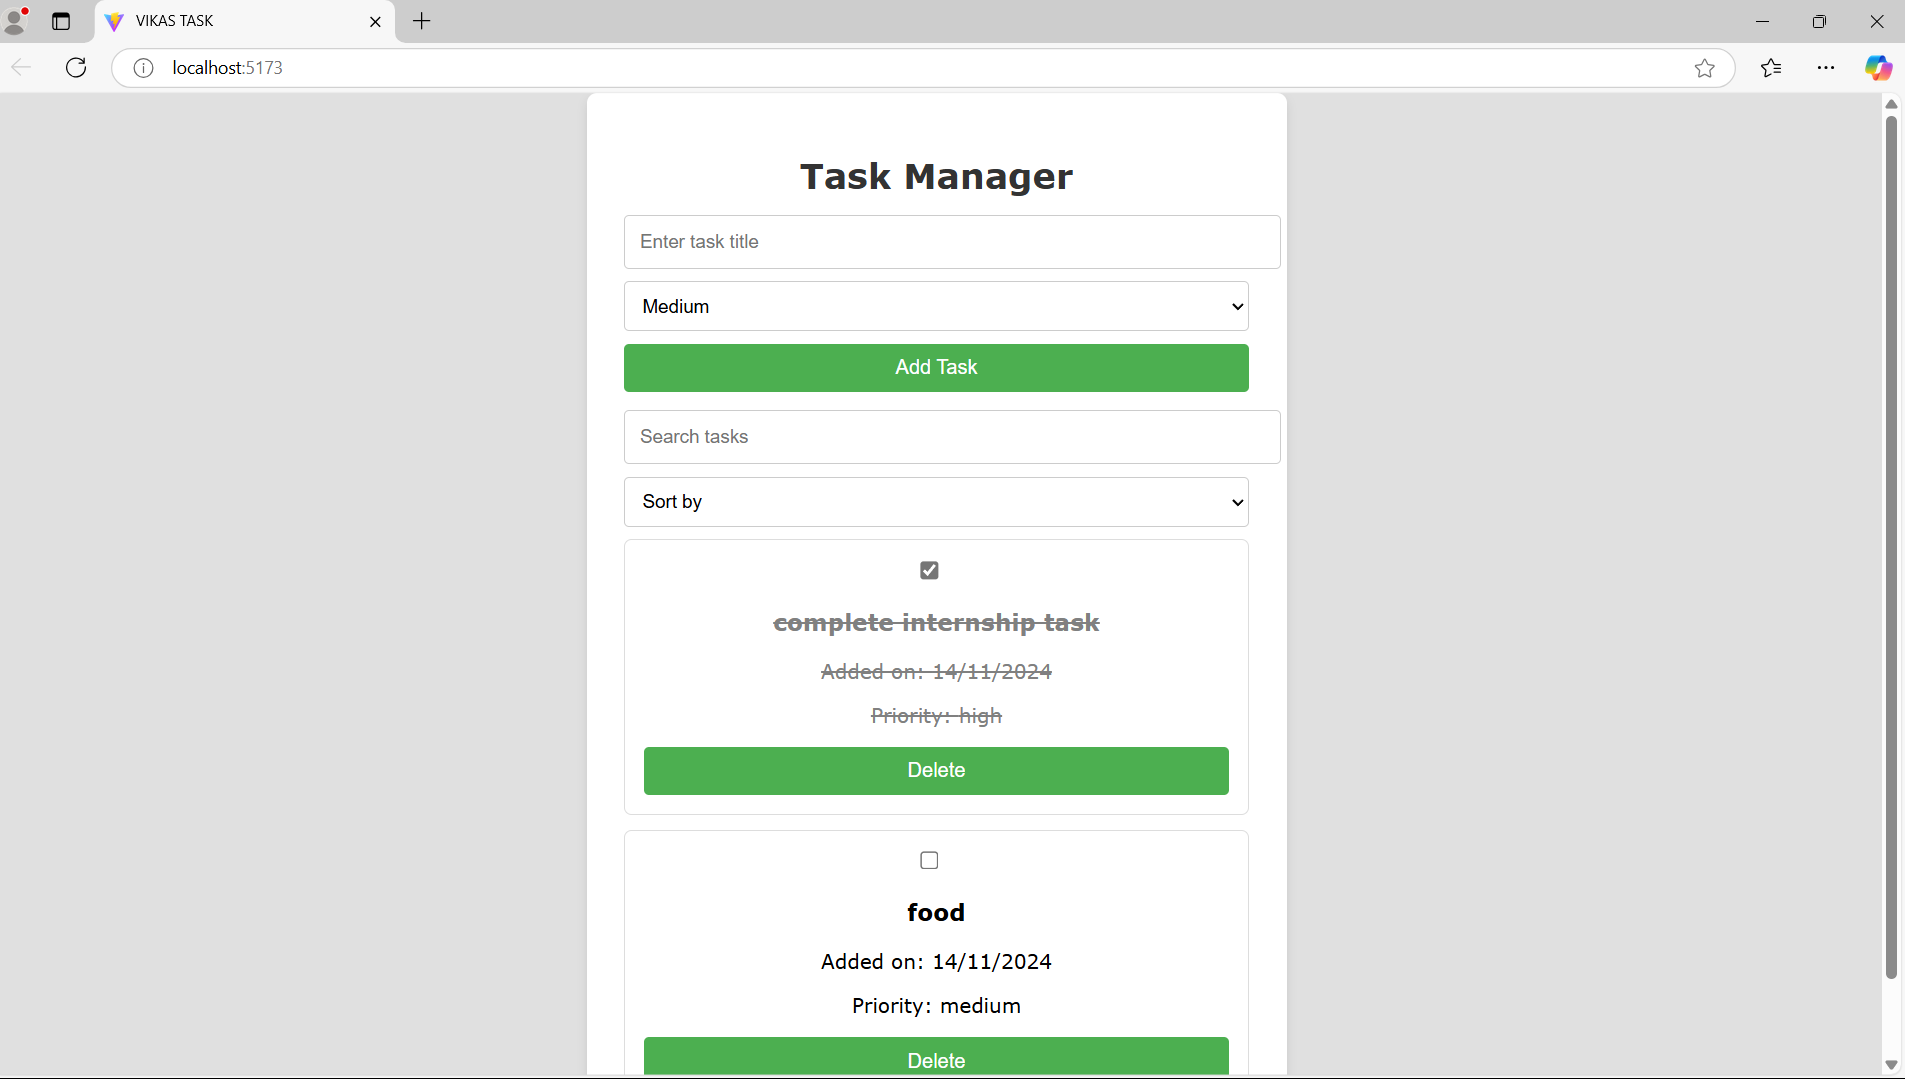 VIKAS TASK
localhost:5173
Task Manager
Enter task title
Medium
Add Task
Search tasks
Sort by
complete internship task
Added on: 14/11/2024
Priority: high
Delete
food
Added on: 14/11/2024
Priority: medium
Delete